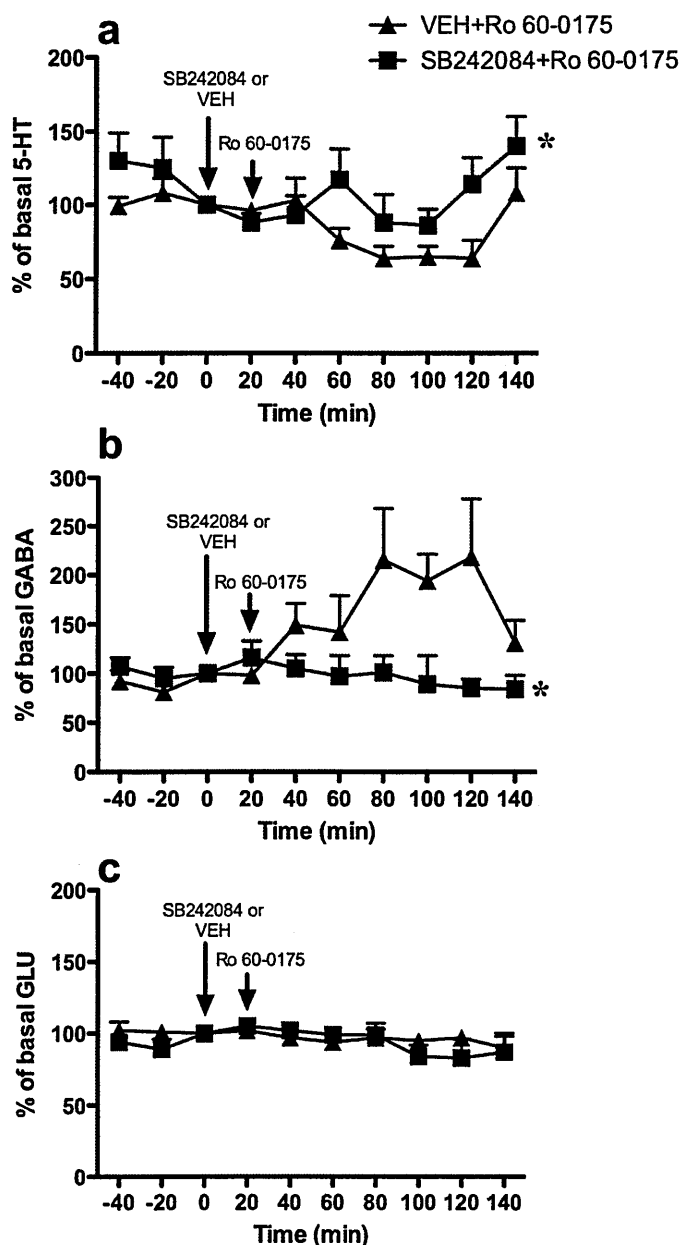 a
VEH+Ro 60-0175
SB242084+Ro 60-0175
200
150
100
50
0
% of basal 5-HT
SB242084 or
VEH
Ro 60-0175
*
-40 -20 0 20 40 60 80 100 120 140
Time (min)
b
300
250
200
150
100
50
0
% of basal GABA
SB242084 or
VEH
Ro 60-0175
*
-40 -20 0 20 40 60 80 100 120 140
Time (min)
c
200
150
100
50
0
% of basal GLU
SB242084 or
VEH
Ro 60-0175
-40 -20 0 20 40 60 80 100 120 140
Time (min)